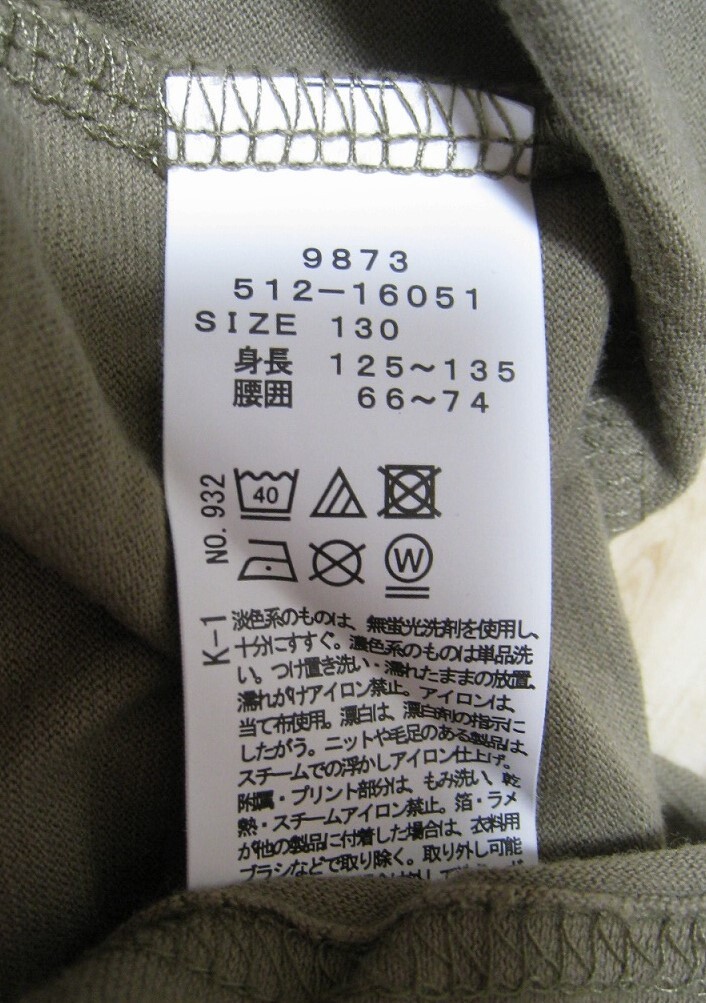 9873
512-16051
SIZE 130
身長 125~135
腰囲 66~74
NO. 932
40
W
K-1
淡色系のものは、無蛍光洗剤を使用し、
十分にすすぐ。濃色系のものは単品洗
い。つけ置き洗い・濡れたままの放置、
濡れがけアイロン禁止。アイロンは、
当て布使用。漂白は、漂白剤の指示に
したがう。ニットや毛足のある製品は、
スチームでの浮かしアイロン仕上げ。
附属・プリント部分は、もみ洗い、乾
熱・スチームアイロン禁止。箔・ラメ
が他の製品に付着した場合は、衣料用
ブラシなどで取り除く。取り外し可能